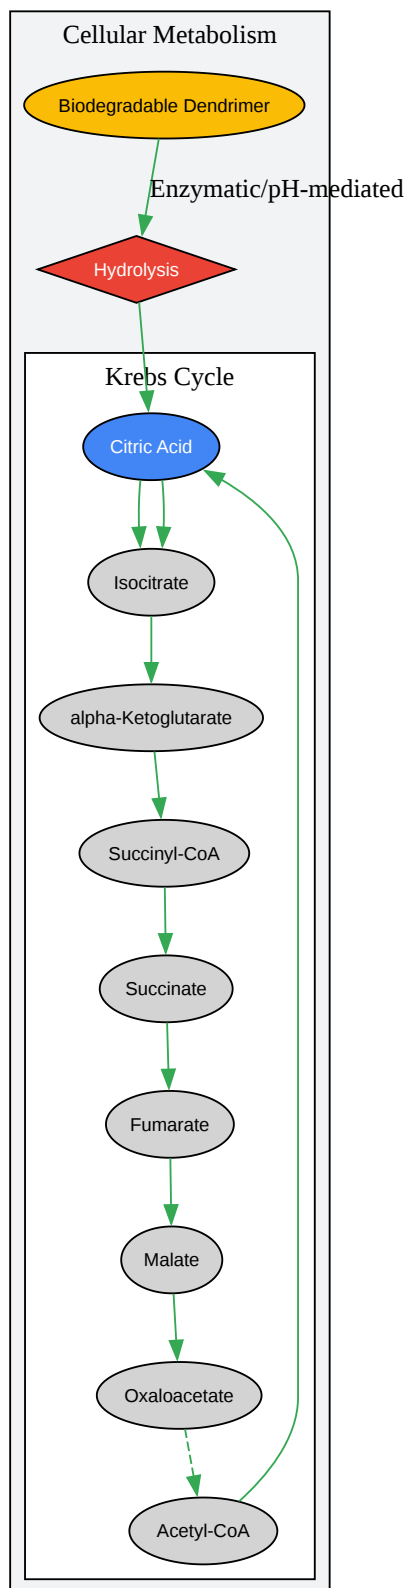 Cellular Metabolism
Biodegradable Dendrimer
Enzymatic/pH-mediated
Hydrolysis
Krebs Cycle
Citric Acid
Isocitrate
alpha-Ketoglutarate
Succinyl-CoA
Succinate
Fumarate
Malate
Oxaloacetate
Acetyl-CoA